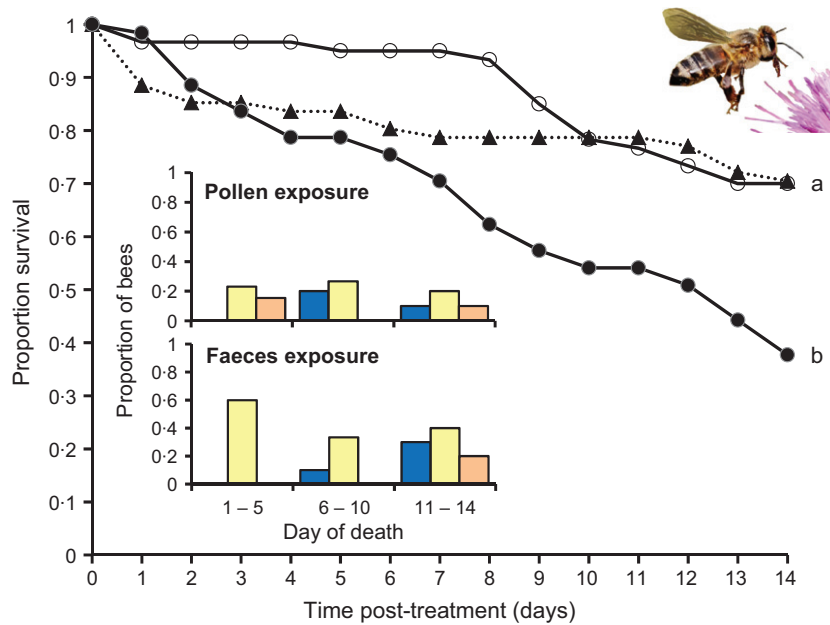 Proportion survival
1
0·9
0·8
0·7
0·6
0·5
0·4
0·3
0·2
0·1
0
0 1 2 3 4 5 6 7 8 9 10 11 12 13 14
Time post-treatment (days)
a
b
Proportion of bees
Pollen exposure
1
0·8
0·6
0·4
0·2
0
Faeces exposure
1
0·8
0·6
0·4
0·2
0
1 – 5 6 – 10 11 – 14
Day of death